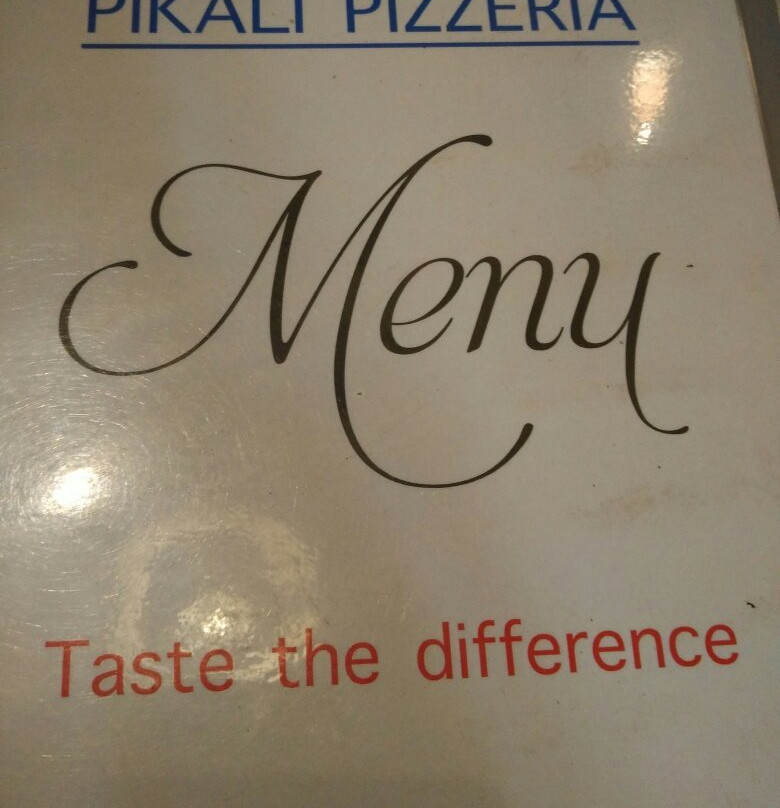 PIKALI PIZZERIA
Menu
Taste the difference